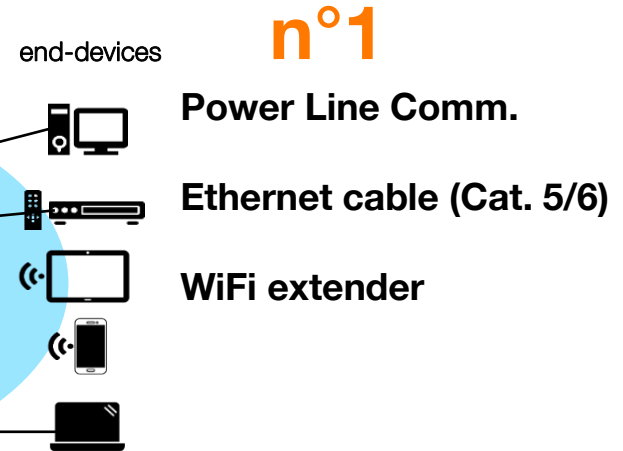 n°1
end-devices
Power Line Comm.
Ethernet cable (Cat. 5/6)
WiFi extender